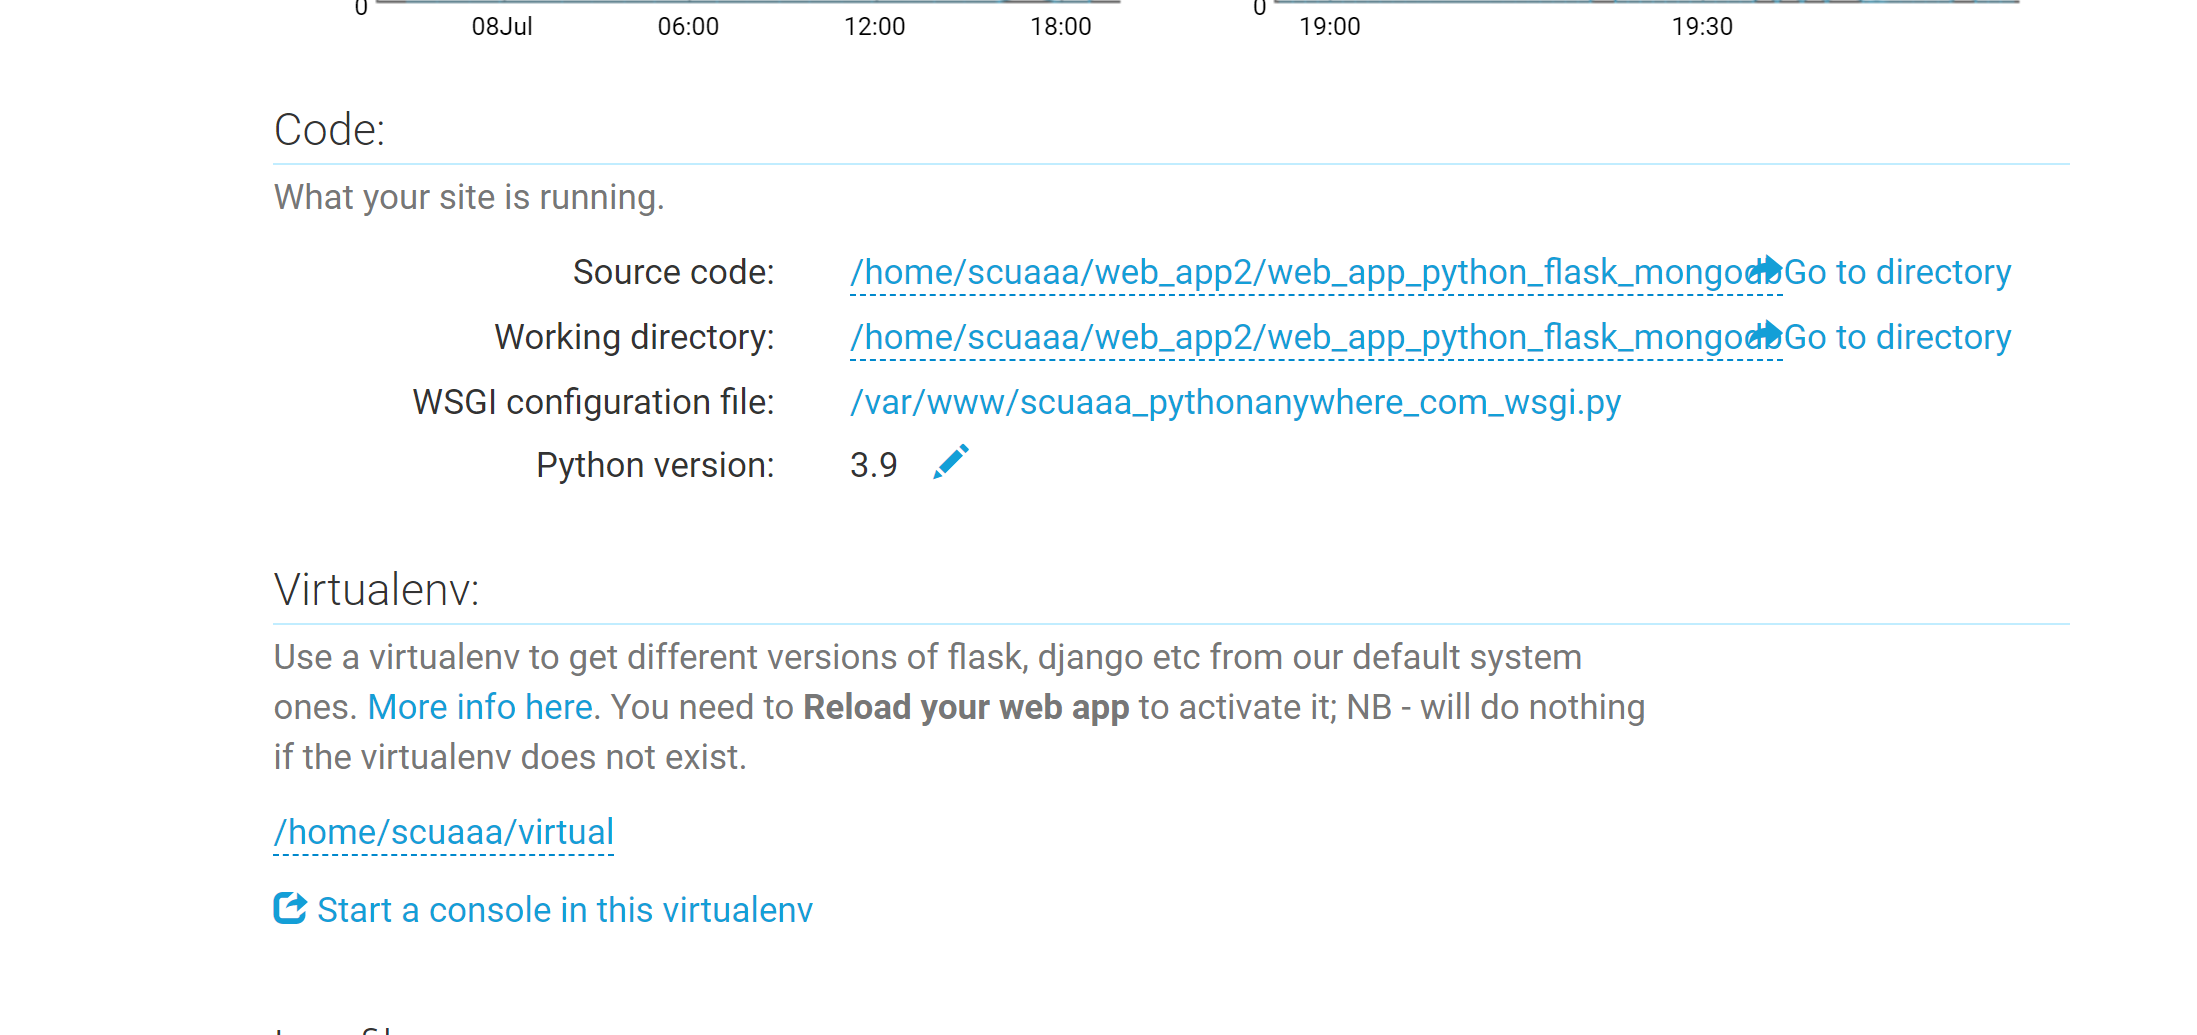 0 08Jul 06:00 12:00 18:00 0 19:00 19:30
Code:
What your site is running.
Source code: /home/scuaaa/web_app2/web_app_python_flask_mongodb Go to directory
Working directory: /home/scuaaa/web_app2/web_app_python_flask_mongodb Go to directory
WSGI configuration file: /var/www/scuaaa_pythonanywhere_com_wsgi.py
Python version: 3.9
Virtualenv:
Use a virtualenv to get different versions of flask, django etc from our default system
ones. More info here. You need to Reload your web app to activate it; NB - will do nothing
if the virtualenv does not exist.
/home/scuaaa/virtual
Start a console in this virtualenv